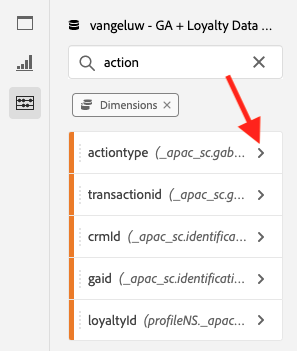 vangeluw - GA + Loyalty Data ...
action
Dimensions
actiontype (_apac_sc.gab...
transactionid (_apac_sc.g...
crmId (_apac_sc.identifica...
gaid (_apac_sc.identificati...
loyaltyId (profileNS._apac...